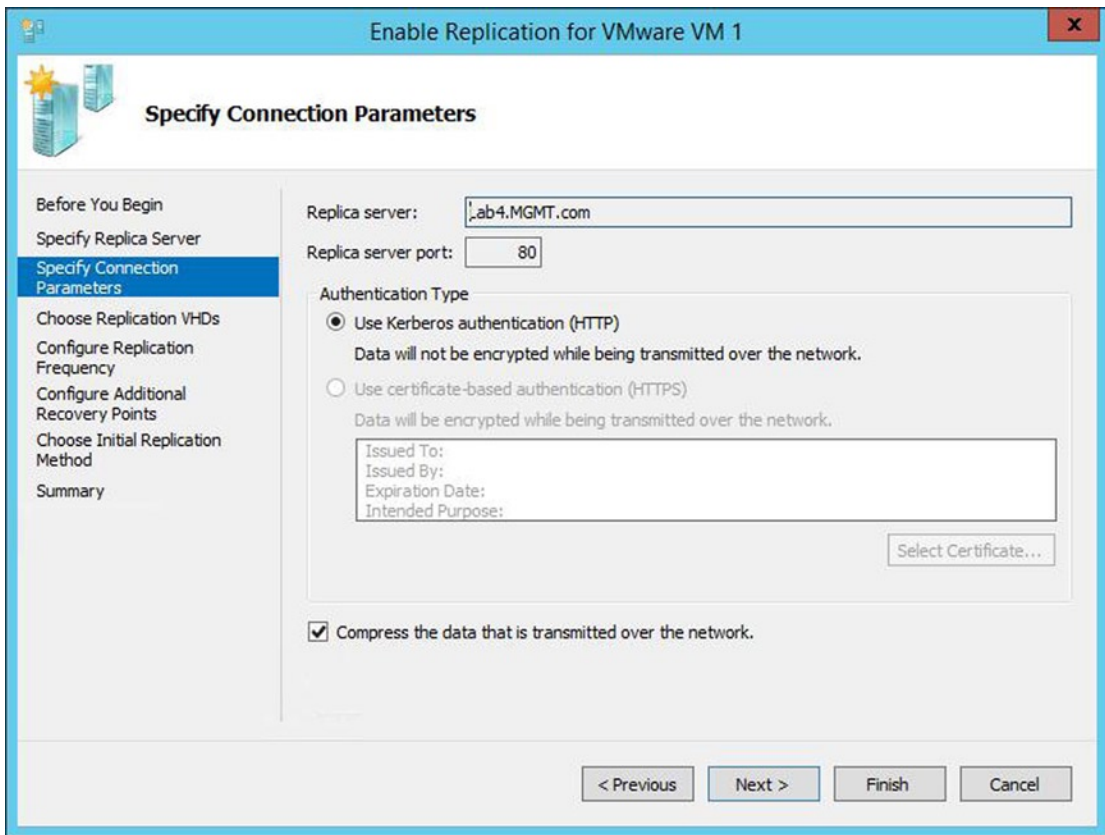 Enable Replication for VMware VM 1
X
Specify Connection Parameters
Before You Begin
Specify Replica Server
Specify Connection
Parameters
Choose Replication VHDs
Configure Replication
Frequency
Configure Additional
Recovery Points
Choose Initial Replication
Method
Summary
Replica server: Lab4.MGMT.com
Replica server port: 80
Authentication Type
Use Kerberos authentication (HTTP)
Data will not be encrypted while being transmitted over the network.
Use certificate-based authentication (HTTPS)
Data will be encrypted while being transmitted over the network.
Issued To:
Issued By:
Expiration Date:
Intended Purpose:
Select Certificate...
Compress the data that is transmitted over the network.
< Previous
Next >
Finish
Cancel